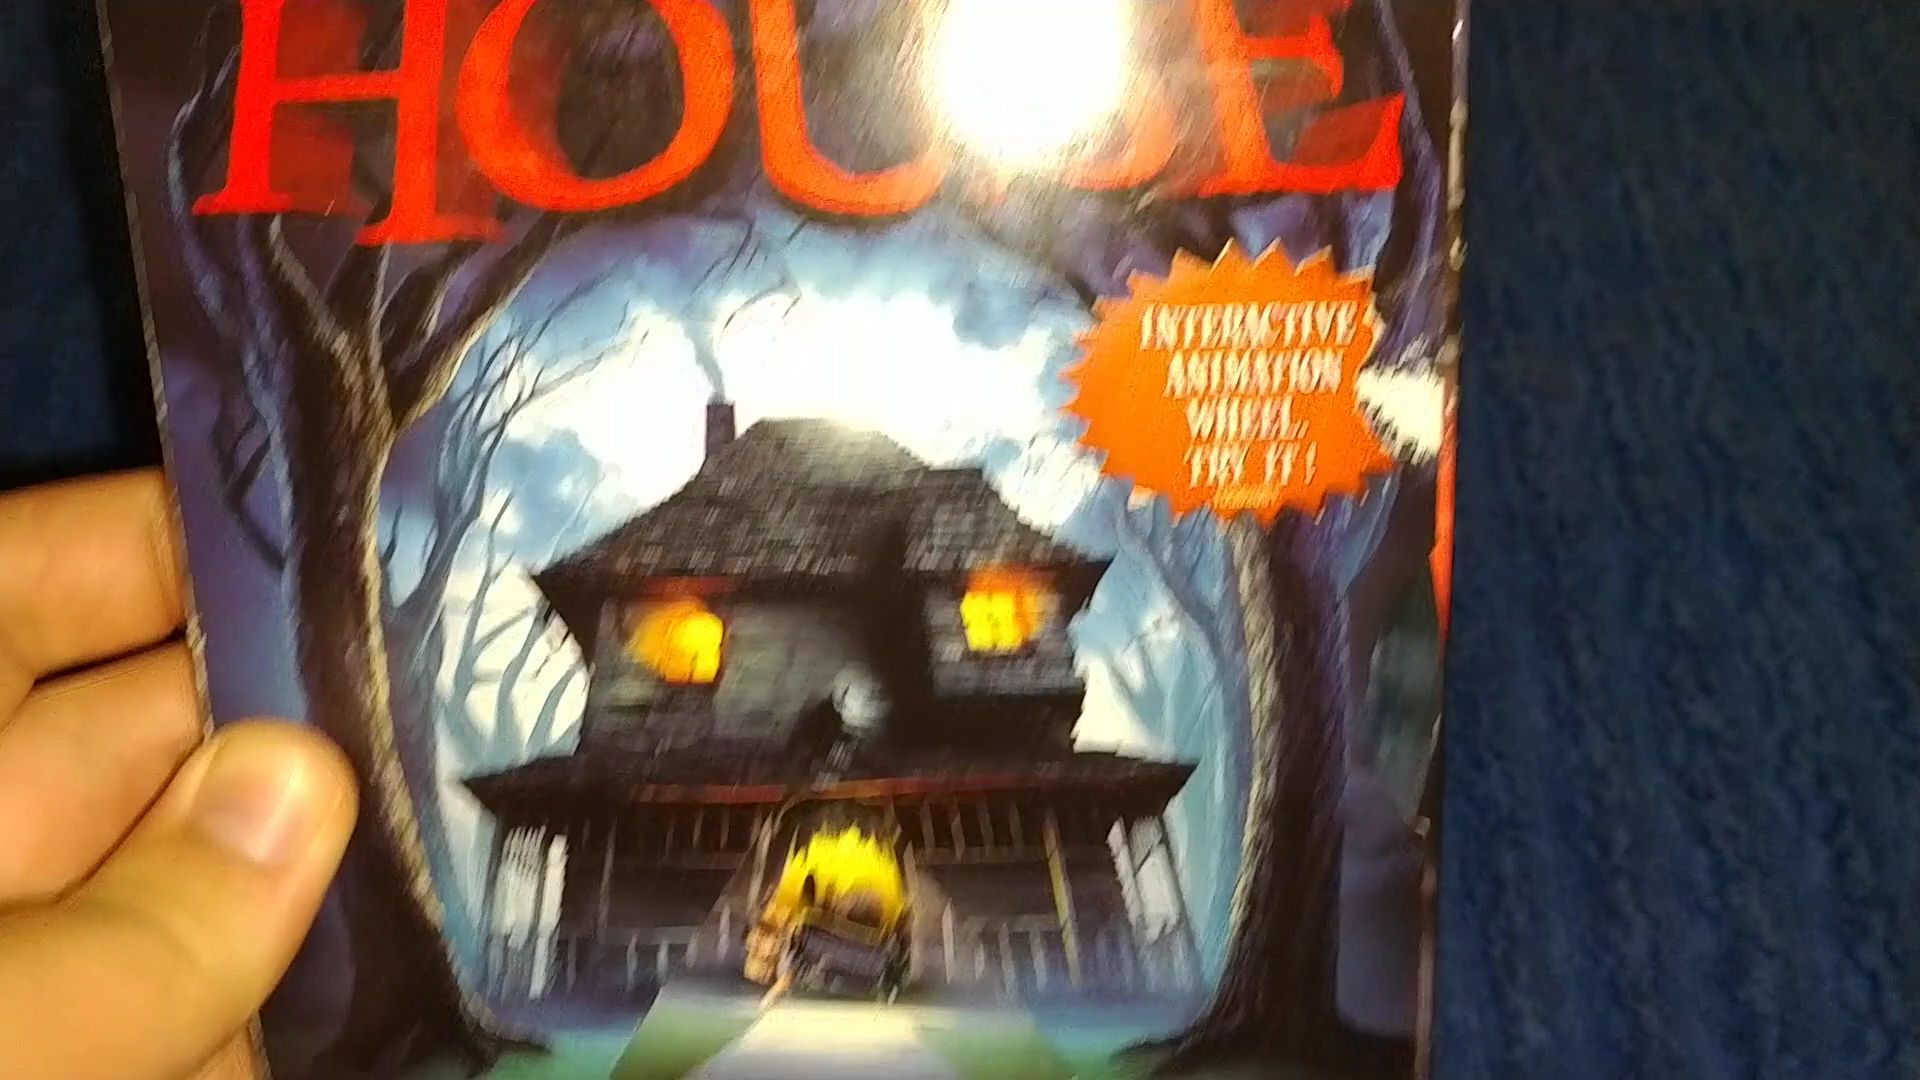 HOUSE
INTERACTIVE
ANIMATION
WHEEL.
TRY IT!